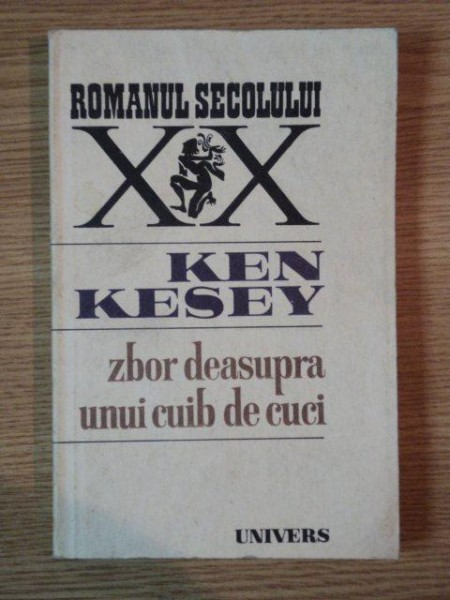 ROMANUL SECOLULUI
XX
KEN
KESEY
zbor deasupra
unui cuib de cuci
UNIVERS